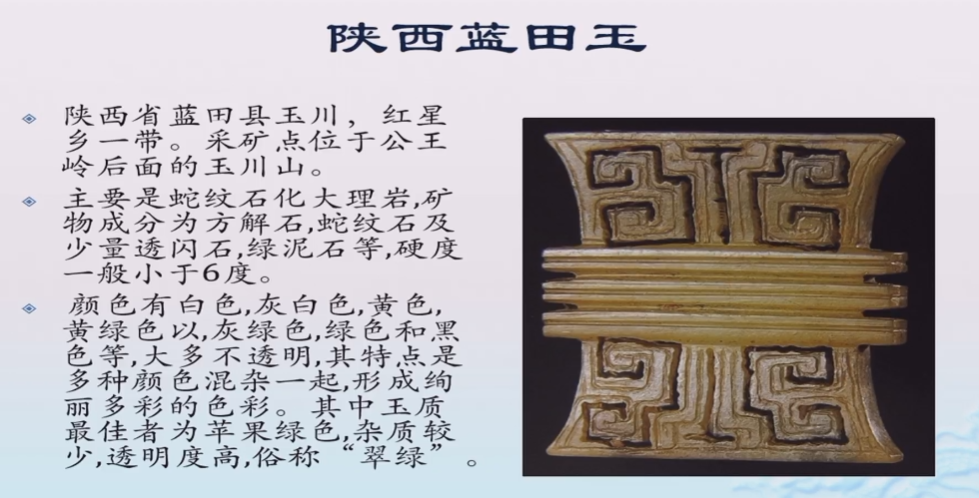 陕西蓝田玉
陕西省蓝田县玉川，红星
乡一带。采矿点位于公王
岭后面的玉川山。
主要是蛇纹石化大理岩,矿
物成分为方解石,蛇纹石及
少量透闪石,绿泥石等,硬度
一般小于6度。
颜色有白色,灰白色,黄色,
黄绿色以,灰绿色,绿色和黑
色等,大多不透明,其特点是
多种颜色混杂一起,形成绚
丽多彩的色彩。其中玉质
最佳者为苹果绿色,杂质较
少,透明度高,俗称“翠绿”。